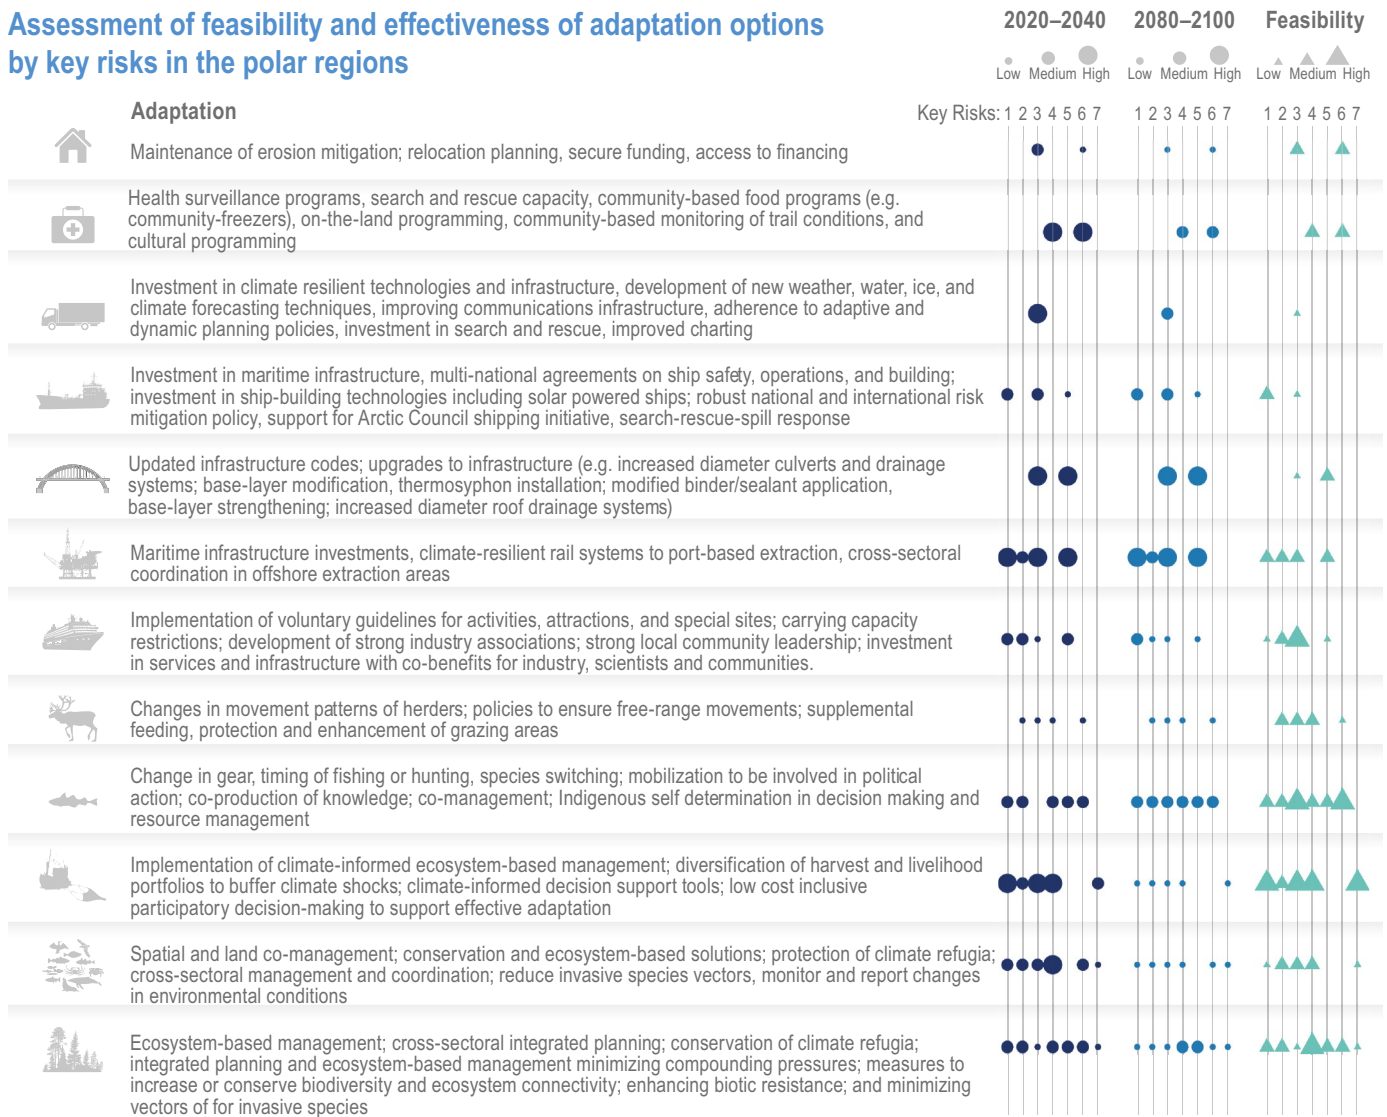 Assessment of feasibility and effectiveness of adaptation options
by key risks in the polar regions
2020–2040 2080–2100 Feasibility
Low Medium High Low Medium High Low Medium High
Adaptation
Key Risks: 1 2 3 4 5 6 7 1 2 3 4 5 6 7 1 2 3 4 5 6 7
Maintenance of erosion mitigation; relocation planning, secure funding, access to financing
Health surveillance programs, search and rescue capacity, community-based food programs (e.g.
community-freezers), on-the-land programming, community-based monitoring of trail conditions, and
cultural programming
Investment in climate resilient technologies and infrastructure, development of new weather, water, ice, and
climate forecasting techniques, improving communications infrastructure, adherence to adaptive and
dynamic planning policies, investment in search and rescue, improved charting
Investment in maritime infrastructure, multi-national agreements on ship safety, operations, and building;
investment in ship-building technologies including solar powered ships; robust national and international risk
mitigation policy, support for Arctic Council shipping initiative, search-rescue-spill response
Updated infrastructure codes; upgrades to infrastructure (e.g. increased diameter culverts and drainage
systems; base-layer modification, thermosyphon installation; modified binder/sealant application,
base-layer strengthening; increased diameter roof drainage systems)
Maritime infrastructure investments, climate-resilient rail systems to port-based extraction, cross-sectoral
coordination in offshore extraction areas
Implementation of voluntary guidelines for activities, attractions, and special sites; carrying capacity
restrictions; development of strong industry associations; strong local community leadership; investment
in services and infrastructure with co-benefits for industry, scientists and communities.
Changes in movement patterns of herders; policies to ensure free-range movements; supplemental
feeding, protection and enhancement of grazing areas
Change in gear, timing of fishing or hunting, species switching; mobilization to be involved in political
action; co-production of knowledge; co-management; Indigenous self determination in decision making and
resource management
Implementation of climate-informed ecosystem-based management; diversification of harvest and livelihood
portfolios to buffer climate shocks; climate-informed decision support tools; low cost inclusive
participatory decision-making to support effective adaptation
Spatial and land co-management; conservation and ecosystem-based solutions; protection of climate refugia;
cross-sectoral management and coordination; reduce invasive species vectors, monitor and report changes
in environmental conditions
Ecosystem-based management; cross-sectoral integrated planning; conservation of climate refugia;
integrated planning and ecosystem-based management minimizing compounding pressures; measures to
increase or conserve biodiversity and ecosystem connectivity; enhancing biotic resistance; and minimizing
vectors of for invasive species